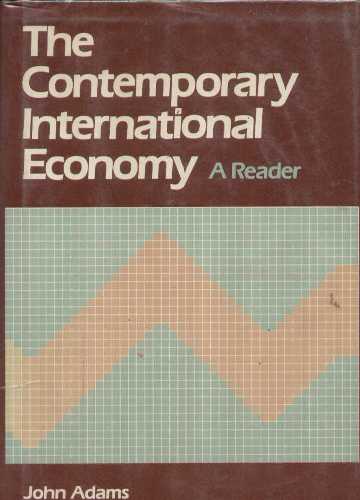 The
Contemporary
International
Economy A Reader
John Adams